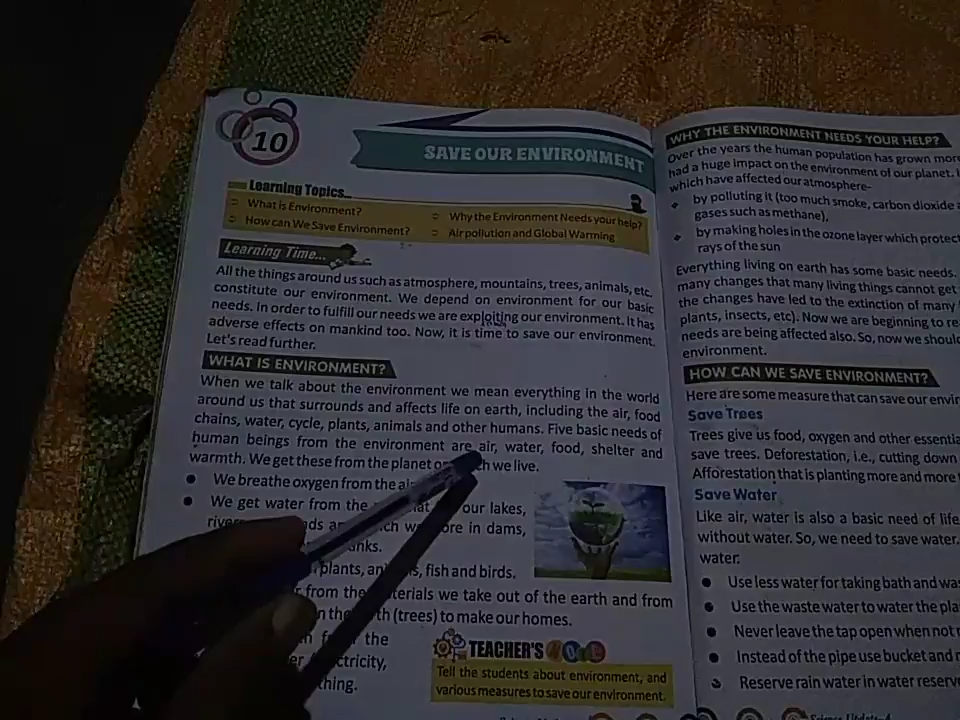 10
SAVE OUR ENVIRONMENT
Learning Topics...
What is Environment?
How can We Save Environment?
Why the Environment Needs your help?
Air pollution and Global Warming
Learning Time...
All the things around us such as atmosphere, mountains, trees, animals, etc.
constitute our environment. We depend on environment for our basic
needs. In order to fulfill our needs we are exploiting our environment. It has
adverse effects on mankind too. Now, it is time to save our environment.
Let's read further.
WHAT IS ENVIRONMENT?
When we talk about the environment we mean everything in the world
around us that surrounds and affects life on earth, including the air, food
chains, water, cycle, plants, animals and other humans. Five basic needs of
human beings from the environment are air, water, food, shelter and
warmth. We get these from the planet on we live.
• We breathe oxygen from the
• We get water from the our lakes,
in dams,
plants, fish and birds.
from the we take out of the earth and from
(trees) to make our homes.
the
thing.
TEACHER'S
Tell the students about environment, and
various measures to save our environment.
WHY THE ENVIRONMENT NEEDS YOUR HELP?
Over the years the human population has grown more
had a huge impact on the environment of our planet.
which have affected our atmosphere-
by polluting it (too much smoke, carbon dioxide
gases such as methane),
by making holes in the ozone layer which protect
rays of the sun
Everything living on earth has some basic needs.
many changes that many living things cannot get
the changes have led to the extinction of many
plants, insects, etc). Now we are beginning to
needs are being affected also. So, now we should
environment.
HOW CAN WE SAVE ENVIRONMENT?
Here are some measure that can save our
Save Trees
Trees give us food, oxygen and other
save trees. Deforestation, i.e., cutting down
Afforestation that is planting more and more
Save Water
Like air, water is also a basic need of life
without water. So, we need to save water.
water.
• Use less water for taking bath and
• Use the waste water to water the
• Never leave the tap open when not
• Instead of the pipe use bucket and
• Reserve rain water in water